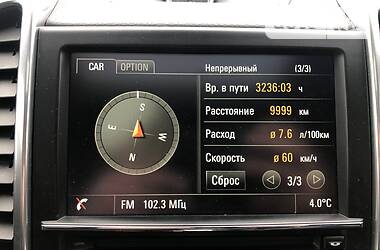 CAR OPTION Непрерывный (3/3)
S
E
W
N
Вр. в пути 3236:03 ч
Расстояние 9999 км
Расход ø 7.6 л/100км
Скорость ø 60 км/ч
Сброс 3/3
FM 102.3 МГц 4.0°C